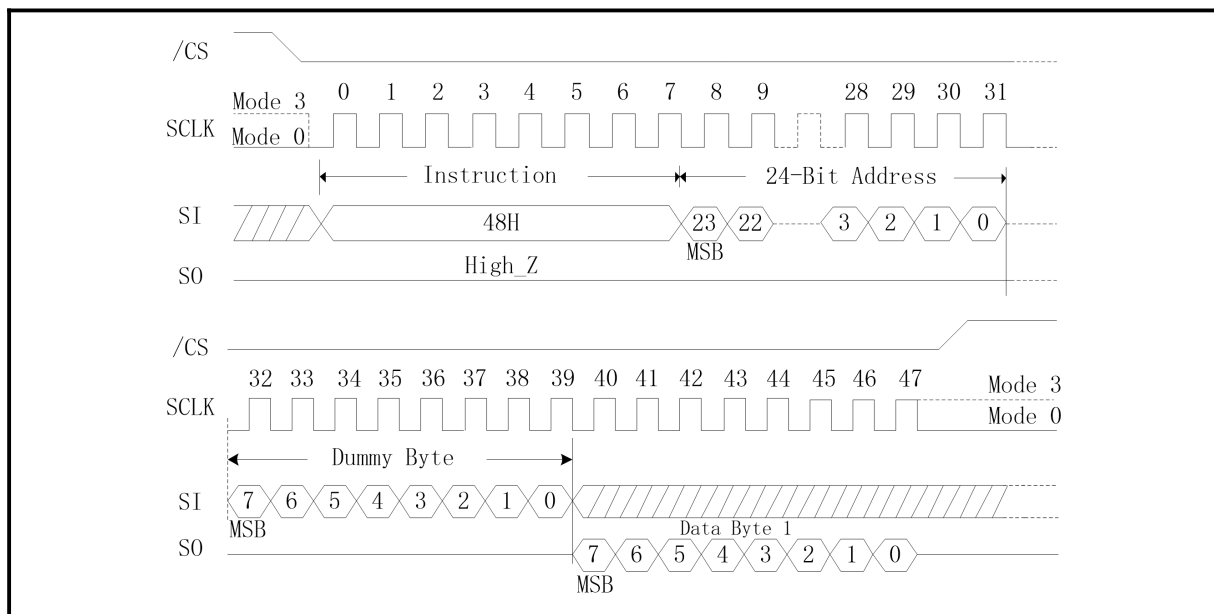 /CS
0 1 2 3 4 5 6 7 8 9 28 29 30 31
Mode 3
SCLK
Mode 0
Instruction 24-Bit Address
SI 48H 23 22 3 2 1 0
MSB
High_Z
SO
/CS
32 33 34 35 36 37 38 39 40 41 42 43 44 45 46 47
Mode 3
SCLK
Mode 0
Dummy Byte
SI 7 6 5 4 3 2 1 0
MSB Data Byte 1
SO 7 6 5 4 3 2 1 0
MSB